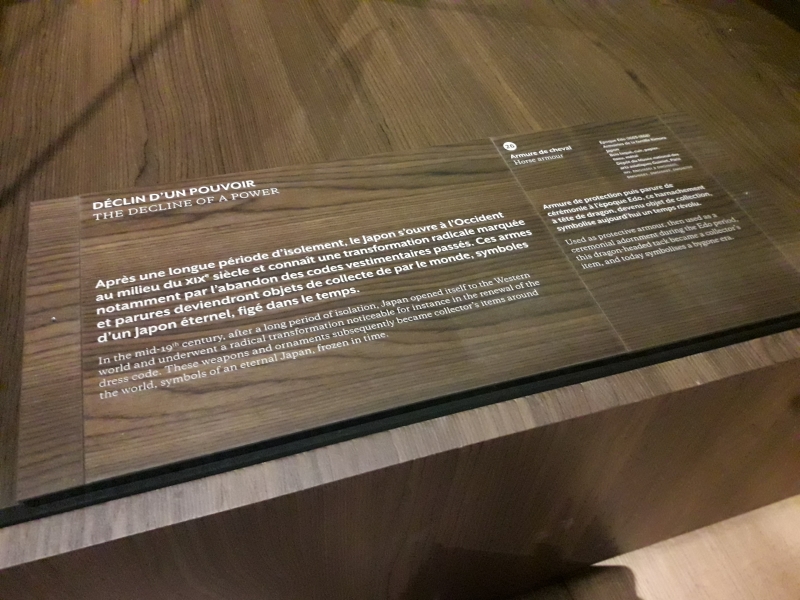 DÉCLIN D'UN POUVOIR
THE DECLINE OF A POWER
Après une longue période d'isolement, le Japon s'ouvre à l'Occident
au milieu du XIXe siècle et connaît une transformation radicale marquée
notamment par l'abandon des codes vestimentaires passés. Ces armes
et parures deviendront objets de collecte de par le monde, symboles
d'un Japon éternel, figé dans le temps.
In the mid-19th century, after a long period of isolation, Japan opened itself to the Western
world and underwent a radical transformation noticeable for instance in the renewal of the
dress code. These weapons and ornaments subsequently became collector's items around
the world, symbols of an eternal Japan, frozen in time.
76
Armure de cheval
Horse armour
Armure de protection puis parure de
cérémonie à l'époque Edo, ce harnachement
à tête de dragon, devenu objet de collection,
symbolise aujourd'hui un temps révolu.
Used as protective armour, then used as a
ceremonial adornment during the Edo period
this dragon-headed tack became a collector's
item, and today symbolises a bygone era.